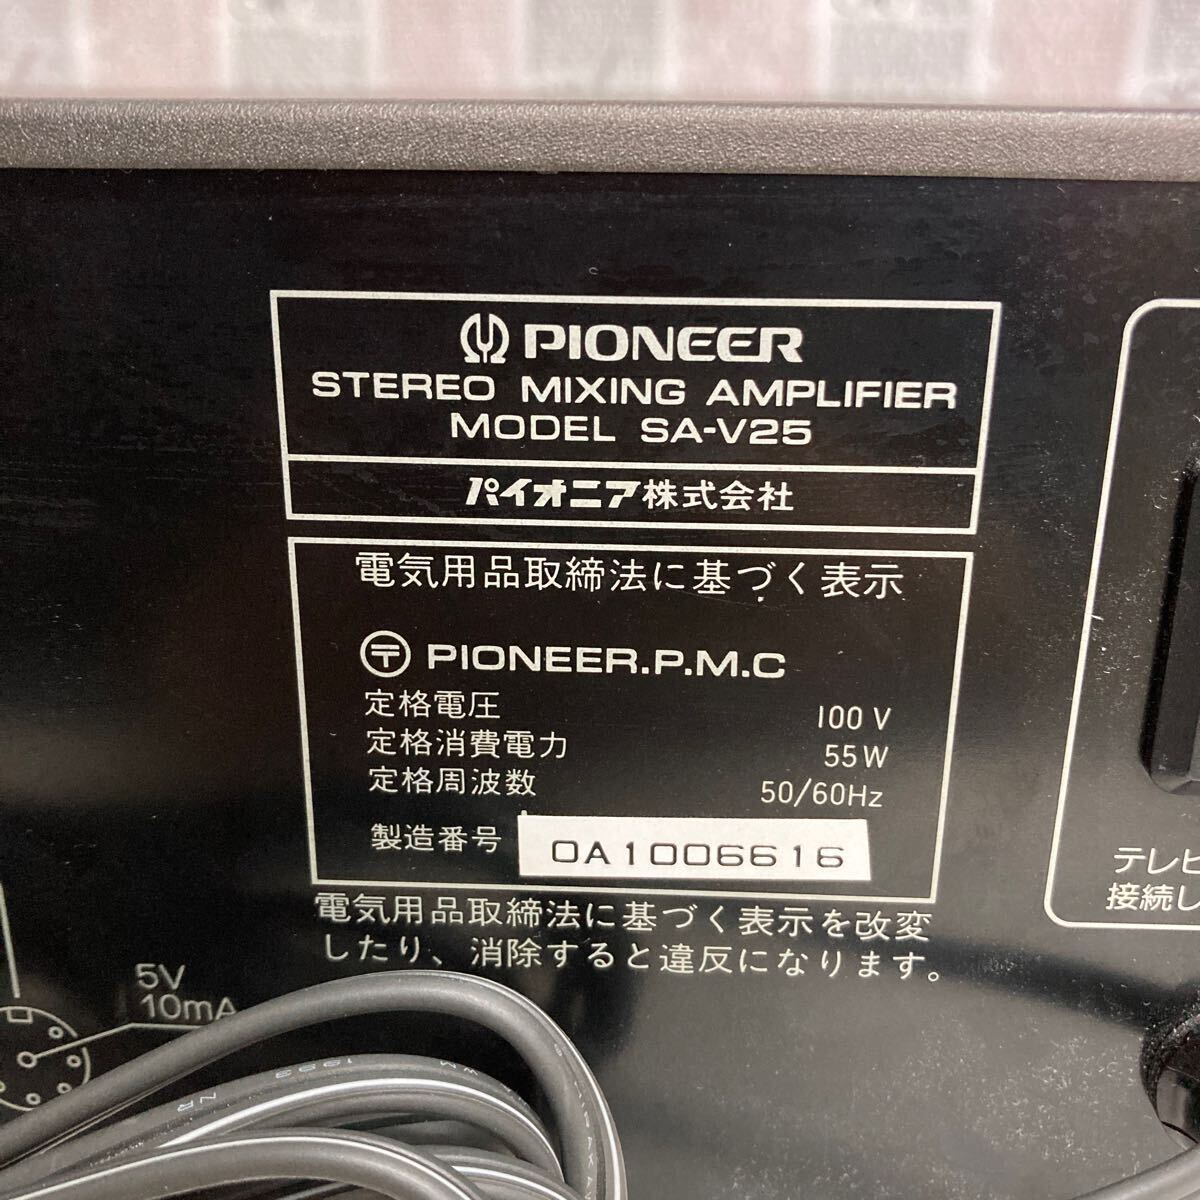 PIONEER
STEREO MIXING AMPLIFIER
MODEL SA-V25
パイオニア株式会社
電気用品取締法に基づく表示
〒 PIONEER.P.M.C
定格電圧 100 V
定格消費電力 55W
定格周波数 50/60Hz
製造番号 0A1006616
電気用品取締法に基づく表示を改変
したり、消除すると違反になります。
テレビ
接続し
5V
10mA
WM 1993